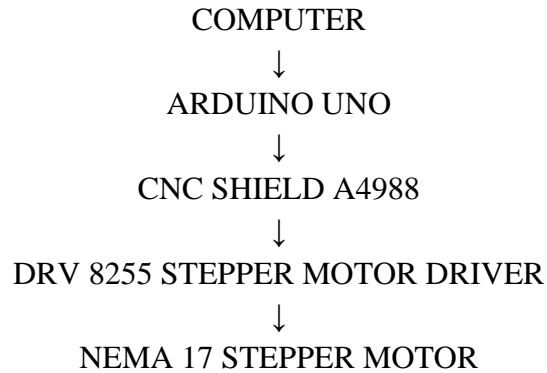 COMPUTER
↓
ARDUINO UNO
↓
CNC SHIELD A4988
↓
DRV 8255 STEPPER MOTOR DRIVER
↓
NEMA 17 STEPPER MOTOR